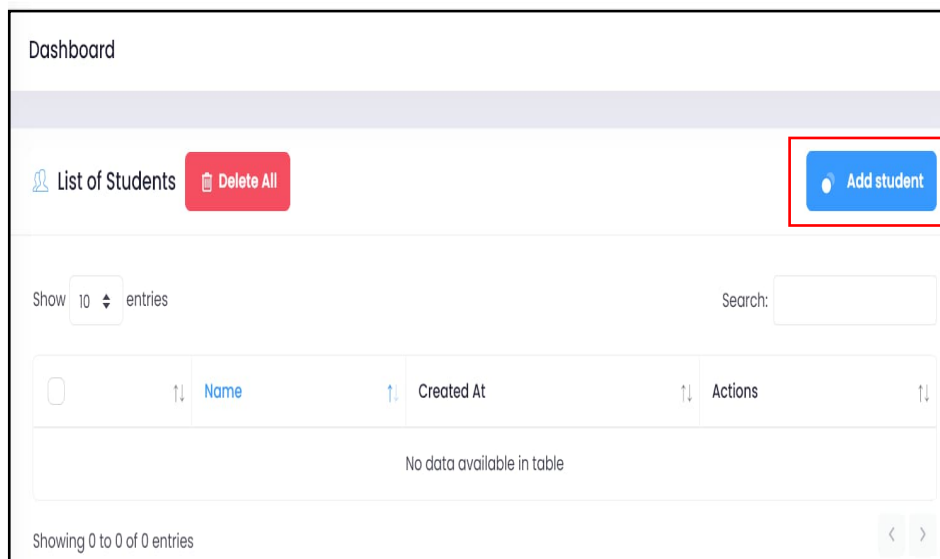 Dashboard
List of Students Delete All Add student
Show 10 entries Search:
Name Created At Actions
No data available in table
Showing 0 to 0 of 0 entries